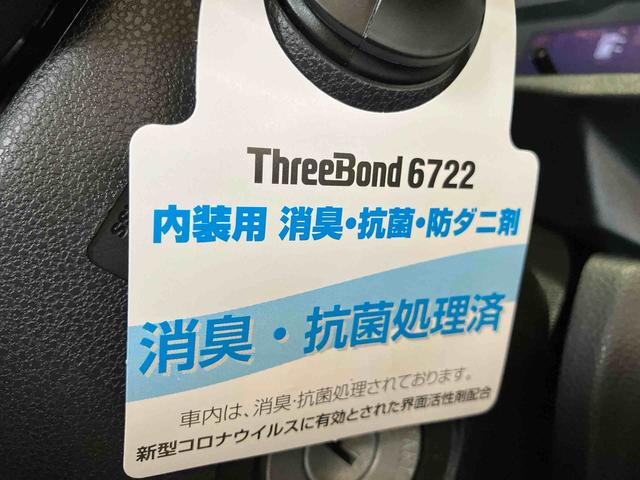 ThreeBond 6722
内装用 消臭・抗菌・防ダニ剤
消臭・抗菌処理済
車内は、消臭・抗菌処理されております。
新型コロナウイルスに有効とされた界面活性剤配合